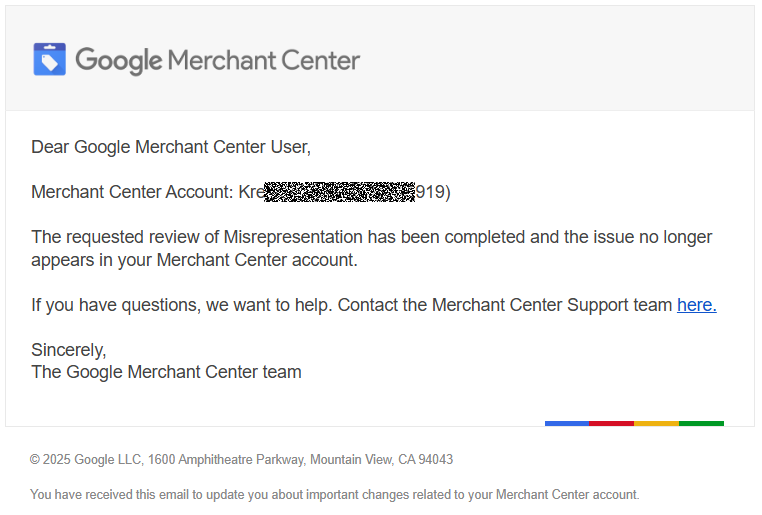 Google Merchant Center
Dear Google Merchant Center User,
Merchant Center Account: Kre 919)
The requested review of Misrepresentation has been completed and the issue no longer
appears in your Merchant Center account.
If you have questions, we want to help. Contact the Merchant Center Support team here.
Sincerely,
The Google Merchant Center team
© 2025 Google LLC, 1600 Amphitheatre Parkway, Mountain View, CA 94043
You have received this email to update you about important changes related to your Merchant Center account.